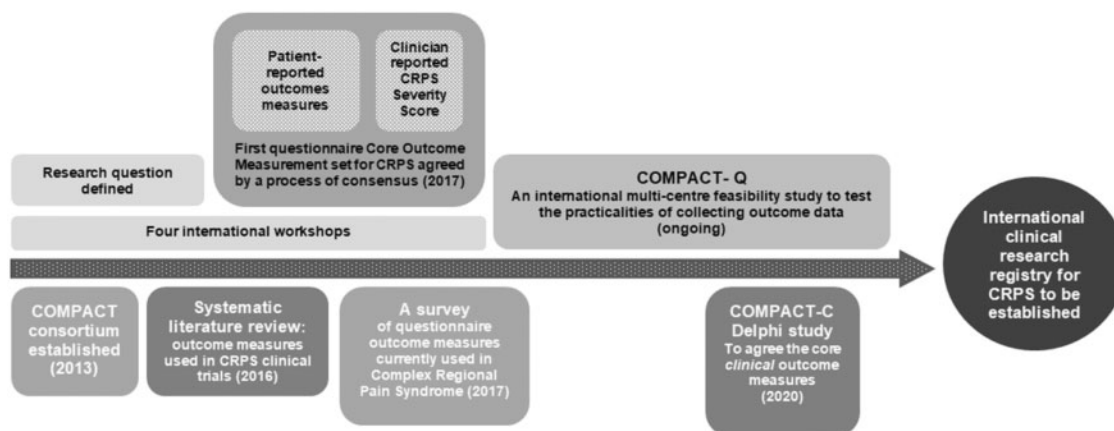 Patient-
reported
outcomes
measures
Clinician
reported
CRPS
Severity
Score
First questionnaire Core Outcome
Measurement set for CRPS agreed
by a process of consensus (2017)
Research question
defined
Four international workshops
COMPACT- Q
An international multi-centre feasibility study to test
the practicalities of collecting outcome data
(ongoing)
International
clinical
research
registry for
CRPS to be
established
COMPACT
consortium
established
(2013)
Systematic
literature review:
outcome measures
used in CRPS clinical
trials (2016)
A survey
of questionnaire
outcome measures
currently used in
Complex Regional
Pain Syndrome (2017)
COMPACT-C
Delphi study
To agree the core
clinical outcome
measures
(2020)